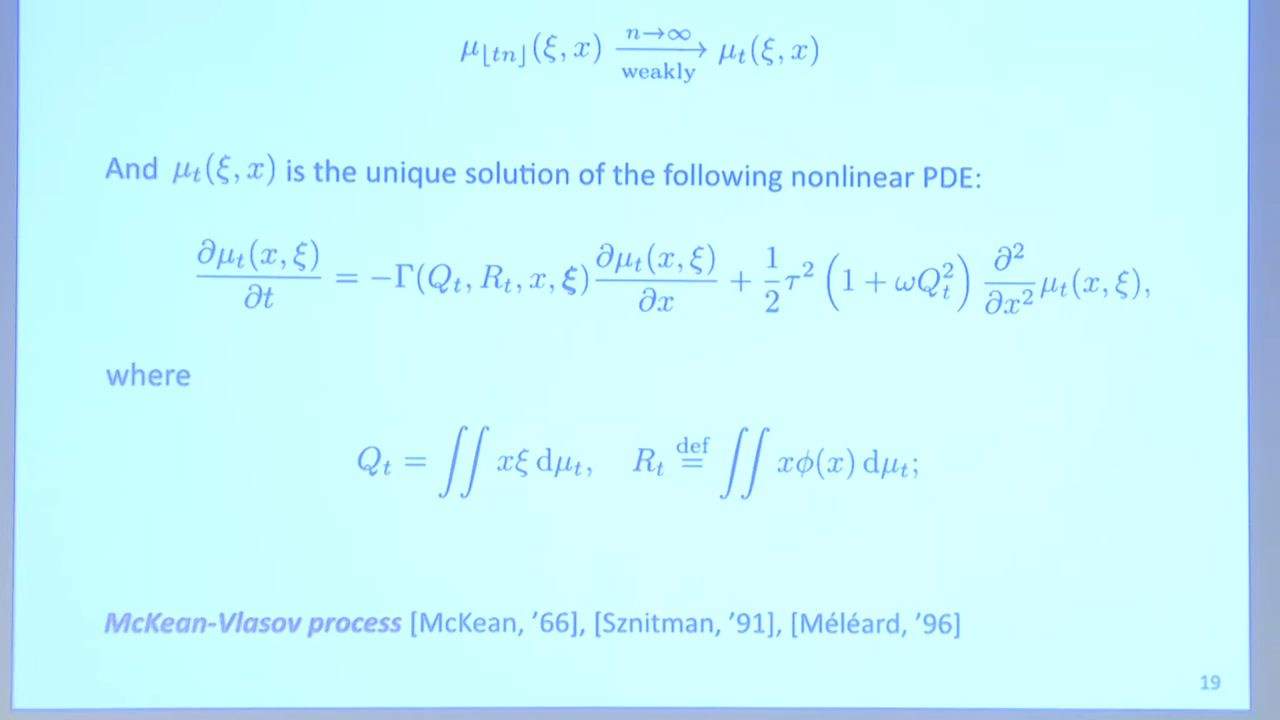 μ⌊tn⌋(ξ, x) n→∞ ⟶ weakly μt(ξ, x)
And μt(ξ, x) is the unique solution of the following nonlinear PDE:
∂μt(x, ξ)/∂t = −Γ(Qt, Rt, x, ξ) ∂μt(x, ξ)/∂x + 1/2 τ² (1 + ωQt²) ∂²/∂x² μt(x, ξ),
where
Qt = ∬ xξ dμt, Rt def= ∬ xϕ(x) dμt;
McKean-Vlasov process [McKean, ’66], [Sznitman, ’91], [Méléard, ’96]
19